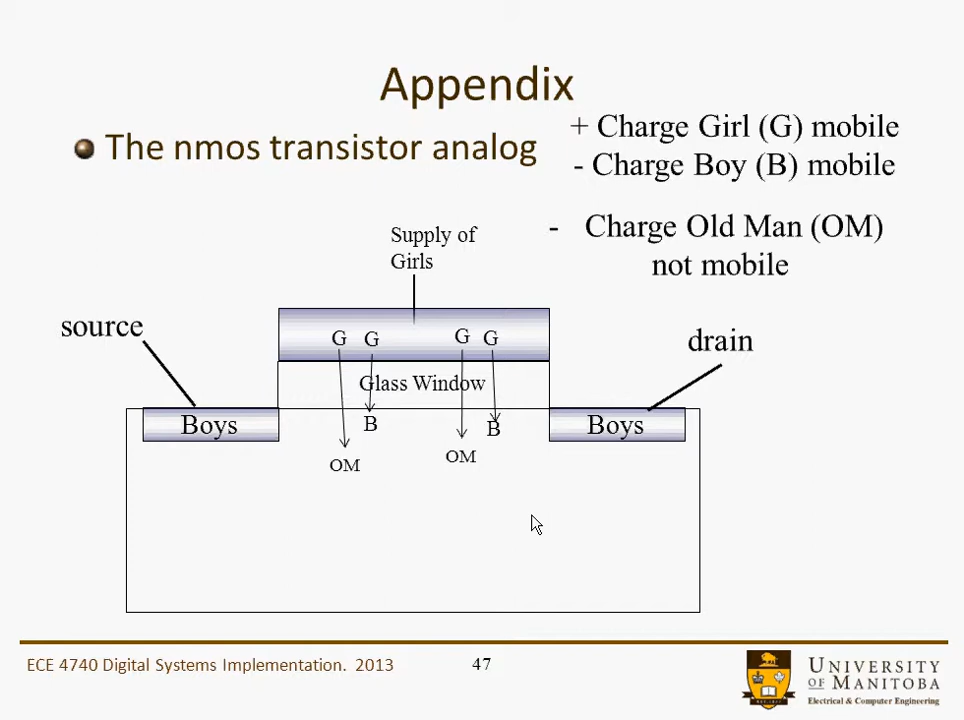 Appendix
The nmos transistor analog
+ Charge Girl (G) mobile
- Charge Boy (B) mobile
- Charge Old Man (OM)
not mobile
Supply of
Girls
source
drain
G G G G
Glass Window
Boys
B
B
Boys
OM
OM
ECE 4740 Digital Systems Implementation. 2013
47
UNIVERSITY
OF MANITOBA
Electrical & Computer Engineering